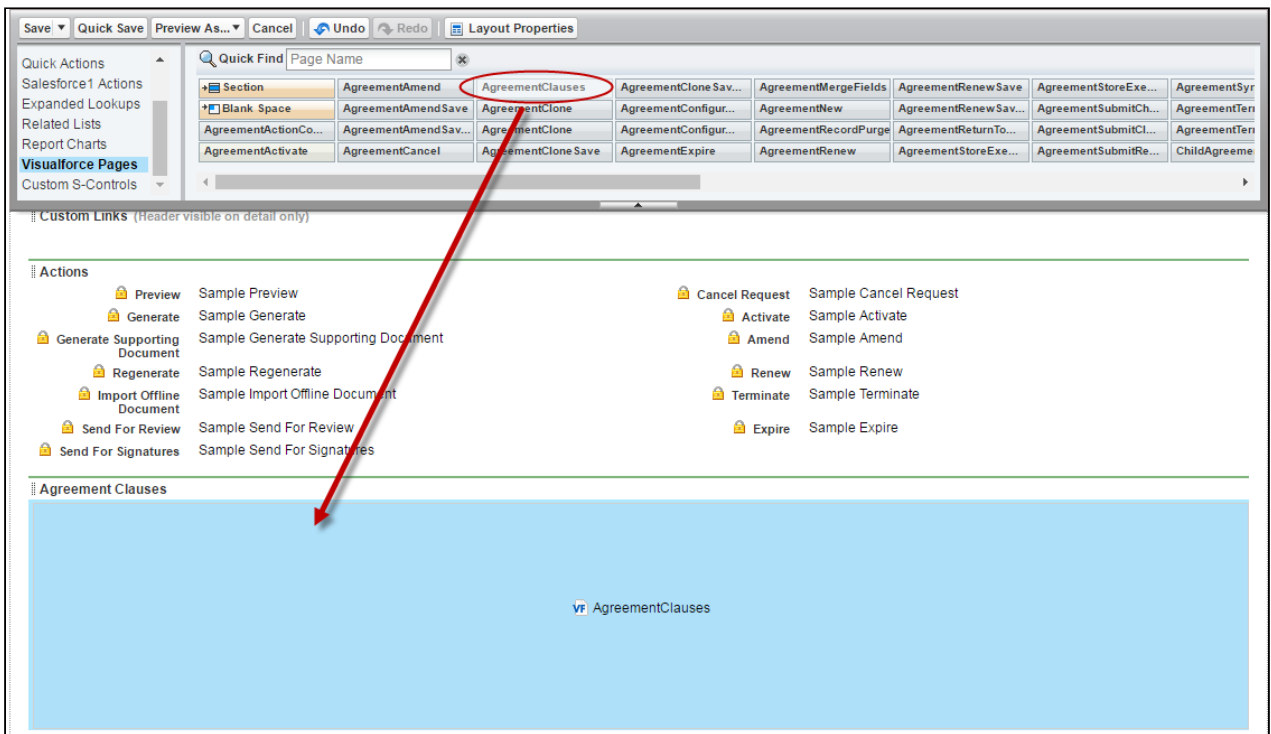 Save Quick Save Preview As... Cancel Undo Redo Layout Properties
Quick Actions
Salesforce1 Actions
Expanded Lookups
Related Lists
Report Charts
Visualforce Pages
Custom S-Controls
Quick Find Page Name
Section AgreementAmend AgreementClauses AgreementClone Sav... AgreementMergeFields AgreementRenewSave AgreementStoreExe... AgreementSyn
Blank Space AgreementAmendSave AgreementClone AgreementConfigur... AgreementNew AgreementRenewSav... AgreementSubmitCh... AgreementTerr
AgreementActionCo... AgreementAmendSav... AgreementClone AgreementConfigur... AgreementRecordPurge AgreementReturnTo... AgreementSubmitCl... AgreementTerr
AgreementActivate AgreementCancel AgreementCloneSave AgreementExpire AgreementRenew AgreementStoreExe... AgreementSubmitRe... ChildAgreeme
Custom Links (Header visible on detail only)
Actions
Preview Sample Preview Cancel Request Sample Cancel Request
Generate Sample Generate Activate Sample Activate
Generate Supporting Sample Generate Supporting Document Amend Sample Amend
Document
Regenerate Sample Regenerate Renew Sample Renew
Import Offline Sample Import Offline Document Terminate Sample Terminate
Document
Send For Review Sample Send For Review Expire Sample Expire
Send For Signatures Sample Send For Signatures
Agreement Clauses
VF AgreementClauses